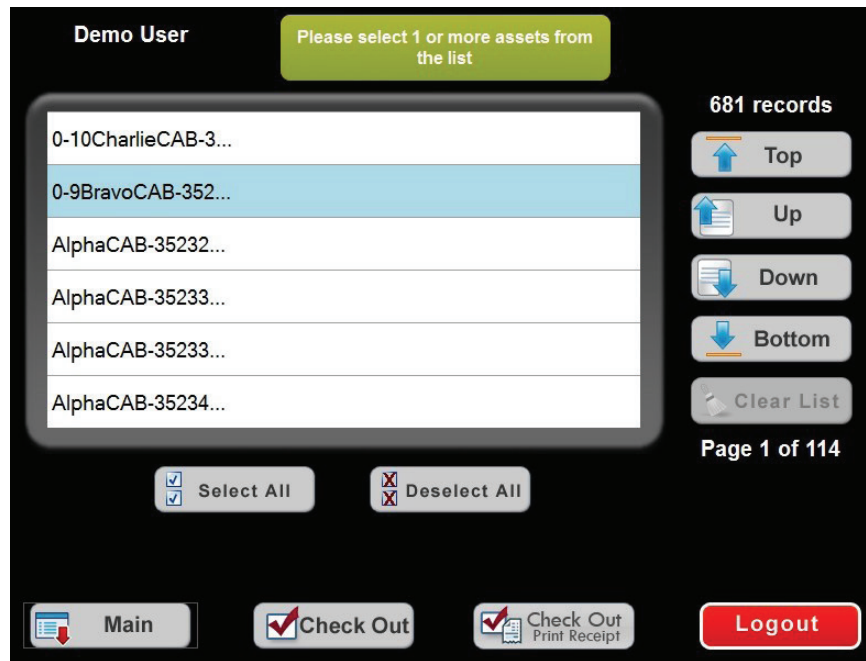 Demo User
Please select 1 or more assets from
the list
681 records
0-10CharlieCAB-3...
0-9BravoCAB-352...
AlphaCAB-35232...
AlphaCAB-35233...
AlphaCAB-35233...
AlphaCAB-35234...
Top
Up
Down
Bottom
Clear List
Page 1 of 114
Select All
Deselect All
Main
Check Out
Check Out
Print Receipt
Logout